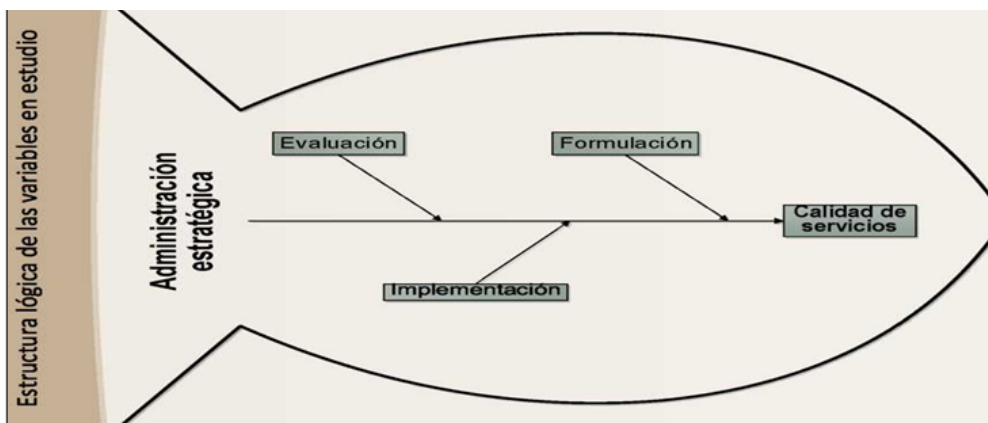 Estructura lógica de las variables en estudio
Administración
estratégica
Evaluación
Formulación
Calidad de
servicios
Implementación